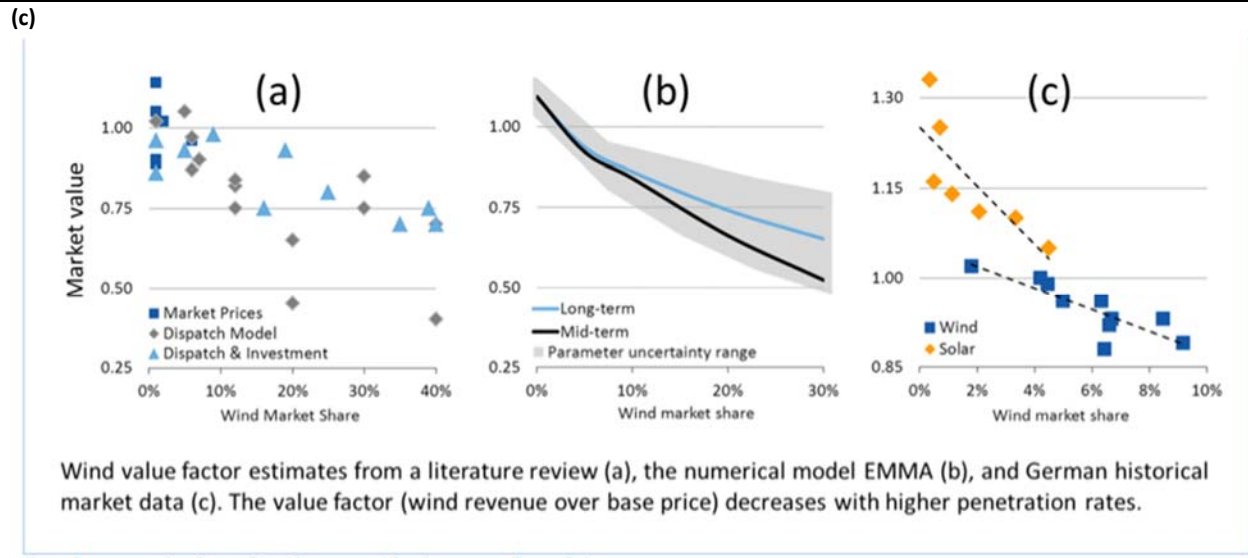 (c)
(a)
(b)
(c)
Market value
1.00
0.75
0.50
0.25
Market Prices
Dispatch Model
Dispatch & Investment
0% 10% 20% 30% 40%
Wind Market Share
1.00
0.75
0.50
0.25
Long-term
Mid-term
Parameter uncertainty range
0% 10% 20% 30%
Wind market share
1.30
1.15
1.00
0.85
Wind
Solar
0% 2% 4% 6% 8% 10%
Wind market share
Wind value factor estimates from a literature review (a), the numerical model EMMA (b), and German historical
market data (c). The value factor (wind revenue over base price) decreases with higher penetration rates.